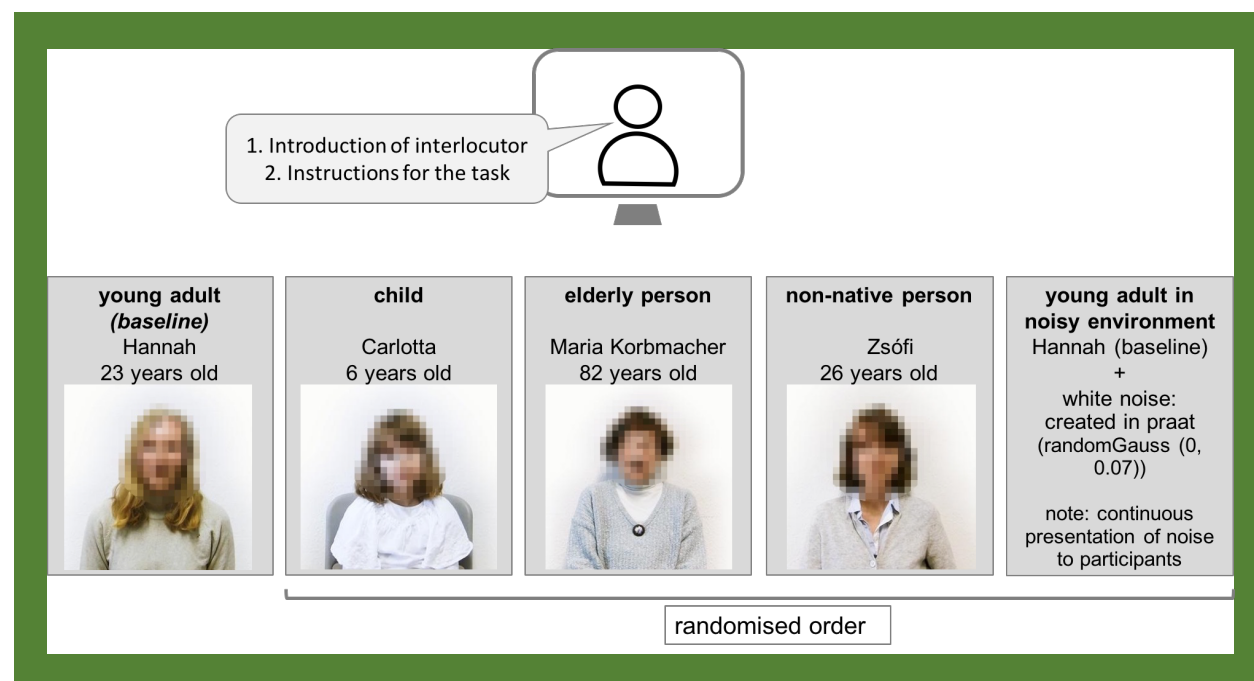 1. Introduction of interlocutor
2. Instructions for the task
young adult
(baseline)
Hannah
23 years old
child
Carlotta
6 years old
elderly person
Maria Korbmacher
82 years old
non-native person
Zsófi
26 years old
young adult in
noisy environment
Hannah (baseline)
+
white noise:
created in praat
(randomGauss (0,
0.07))
note: continuous
presentation of noise
to participants
randomised order